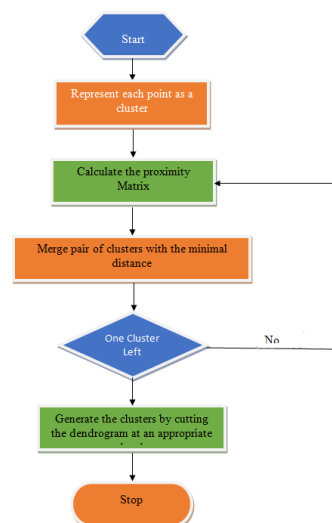 Start
Represent each point as a
cluster
Calculate the proximity
Matrix
Merge pair of clusters with the minimal
distance
One Cluster
Left
No
Generate the clusters by cutting
the dendrogram at an appropriate
Stop